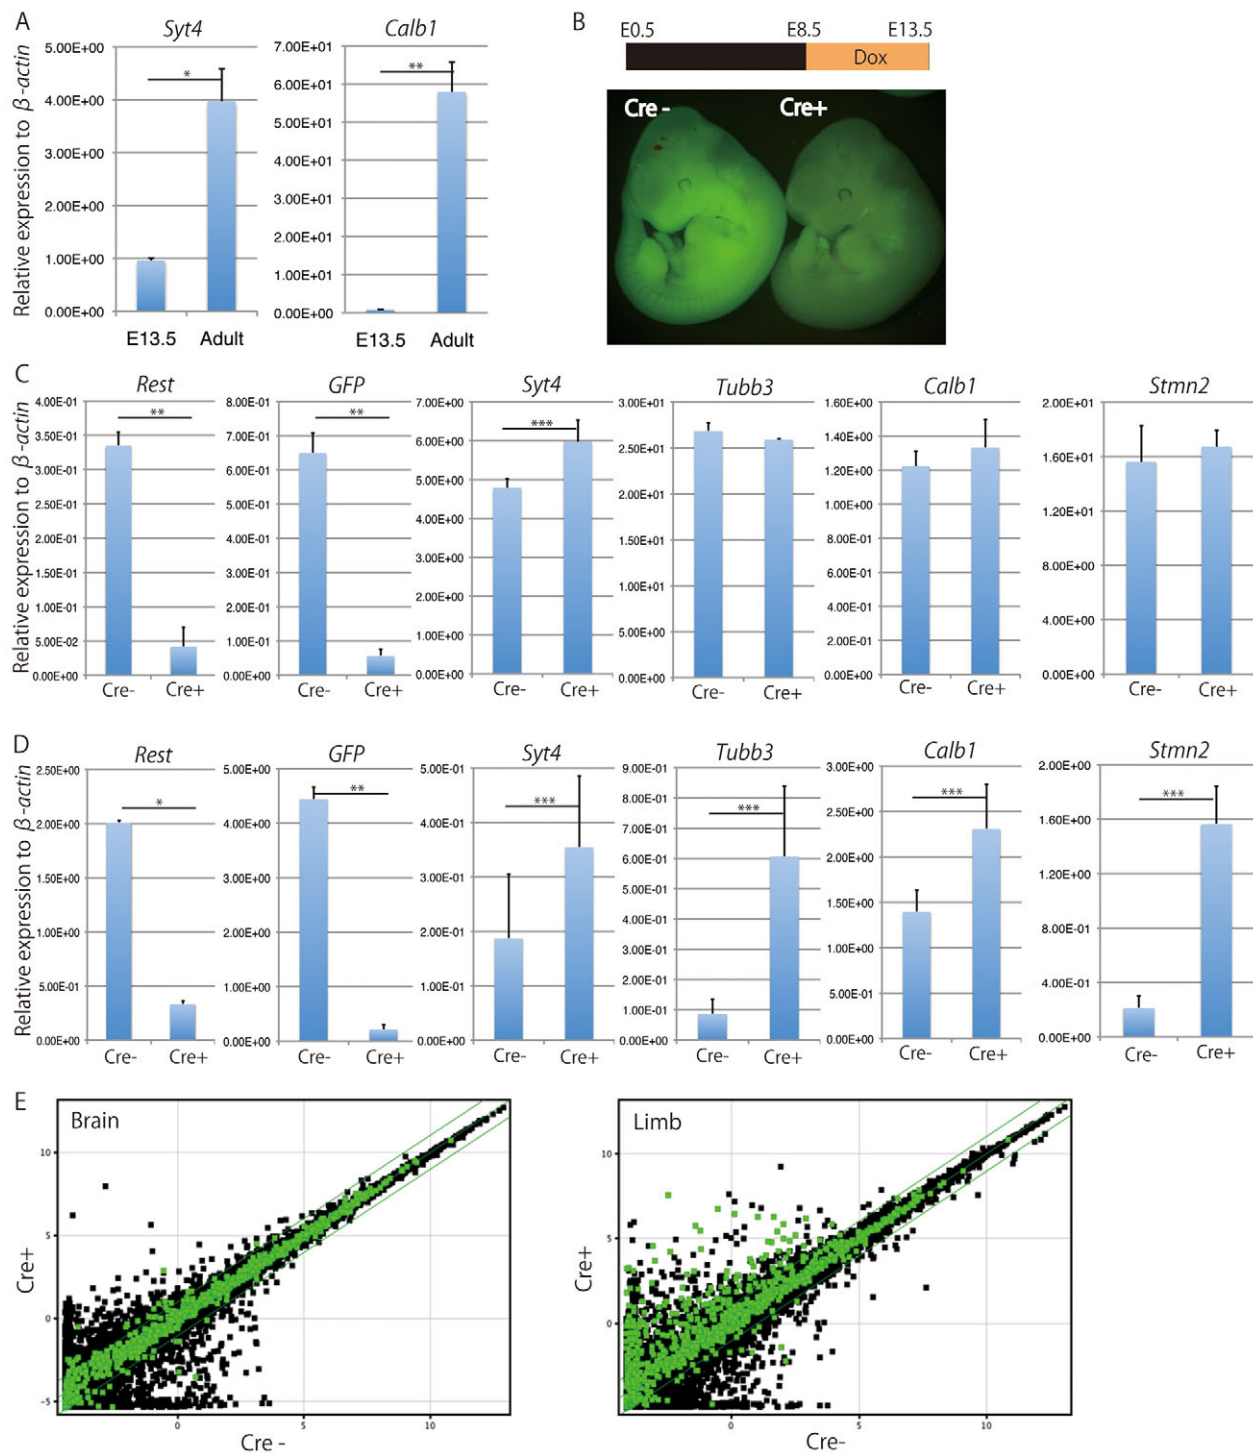 A
Syt4
Calb1
Relative expression to β-actin
5.00E+00
4.00E+00
3.00E+00
2.00E+00
1.00E+00
0.00E+00
*
E13.5 Adult
7.00E+01
6.00E+01
5.00E+01
4.00E+01
3.00E+01
2.00E+01
1.00E+01
0.00E+00
**
E13.5 Adult
B
E0.5 E8.5 E13.5
Dox
Cre - Cre+
C
Relative expression to β-actin
Rest
4.00E-01
3.50E-01
3.00E-01
2.50E-01
2.00E-01
1.50E-01
1.00E-01
5.00E-02
0.00E+00
**
Cre- Cre+
GFP
8.00E-01
7.00E-01
6.00E-01
5.00E-01
4.00E-01
3.00E-01
2.00E-01
1.00E-01
0.00E+00
**
Cre- Cre+
Syt4
7.00E+00
6.00E+00
5.00E+00
4.00E+00
3.00E+00
2.00E+00
1.00E+00
0.00E+00
***
Cre- Cre+
Tubb3
3.00E+01
2.50E+01
2.00E+01
1.50E+01
1.00E+01
5.00E+00
0.00E+00
Cre- Cre+
Calb1
1.60E+00
1.40E+00
1.20E+00
1.00E+00
8.00E-01
6.00E-01
4.00E-01
2.00E-01
0.00E+00
Cre- Cre+
Stmn2
2.00E+01
1.60E+01
1.20E+01
8.00E+00
4.00E+00
0.00E+00
Cre- Cre+
D
Relative expression to β-actin
Rest
2.50E+00
2.00E+00
1.50E+00
1.00E+00
5.00E-01
0.00E+00
*
Cre- Cre+
GFP
5.00E+00
4.00E+00
3.00E+00
2.00E+00
1.00E+00
0.00E+00
**
Cre- Cre+
Syt4
5.00E-01
4.00E-01
3.00E-01
2.00E-01
1.00E-01
0.00E+00
***
Cre- Cre+
Tubb3
9.00E-01
8.00E-01
7.00E-01
6.00E-01
5.00E-01
4.00E-01
3.00E-01
2.00E-01
1.00E-01
0.00E+00
***
Cre- Cre+
Calb1
3.00E+00
2.50E+00
2.00E+00
1.50E+00
1.00E+00
5.00E-01
0.00E+00
***
Cre- Cre+
Stmn2
2.00E+00
1.60E+00
1.20E+00
8.00E-01
4.00E-01
0.00E+00
***
Cre- Cre+
E
Brain
Cre+
10
5
0
-5
0 5 10
Cre -
Limb
Cre+
10
5
0
0 5 10
Cre-